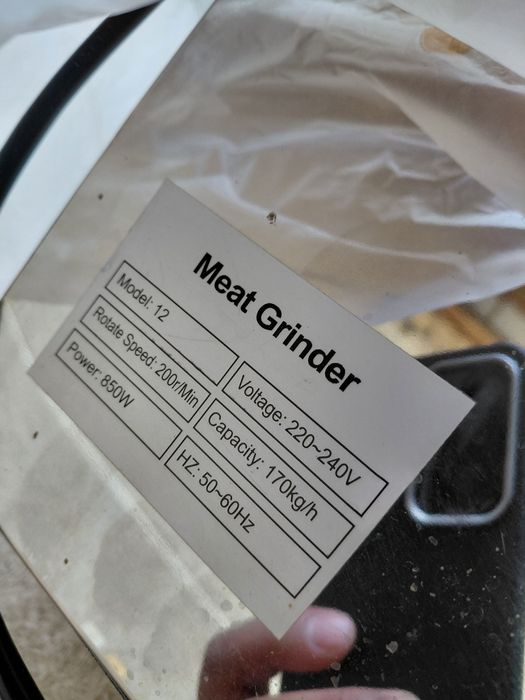 Meat Grinder
Model: 12
Voltage: 220~240V
Rotate Speed: 200r/Min
Capacity: 170kg/h
Power: 850W
HZ: 50~60Hz